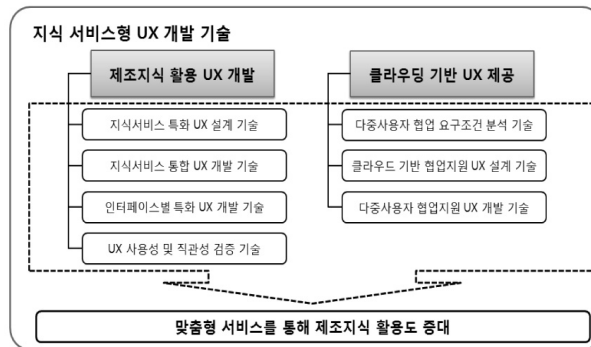 지식 서비스형 UX 개발 기술
제조지식 활용 UX 개발
지식서비스 특화 UX 설계 기술
지식서비스 통합 UX 개발 기술
인터페이스별 특화 UX 개발 기술
UX 사용성 및 직관성 검증 기술
클라우딩 기반 UX 제공
다중사용자 협업 요구조건 분석 기술
클라우드 기반 협업지원 UX 설계 기술
다중사용자 협업지원 UX 개발 기술
맞춤형 서비스를 통해 제조지식 활용도 증대